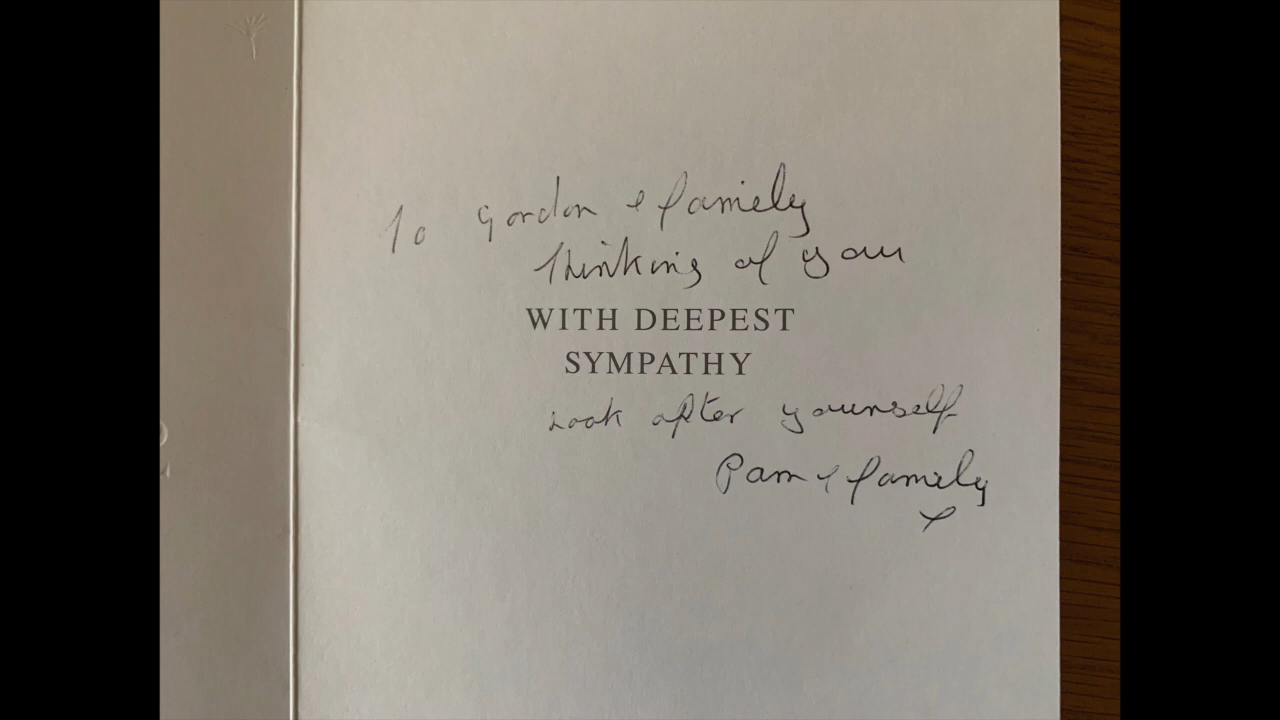 To Gordon & family
Thinking of you
WITH DEEPEST
SYMPATHY
Look after yourself
Pam & family
x